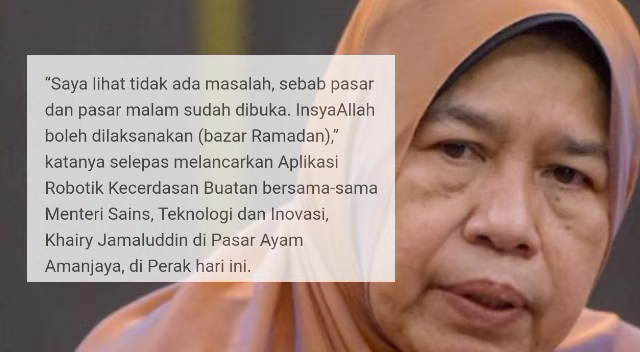 “Saya lihat tidak ada masalah, sebab pasar
dan pasar malam sudah dibuka. InsyaAllah
boleh dilaksanakan (bazar Ramadan),”
katanya selepas melancarkan Aplikasi
Robotik Kecerdasan Buatan bersama-sama
Menteri Sains, Teknologi dan Inovasi,
Khairy Jamaluddin di Pasar Ayam
Amanjaya, di Perak hari ini.